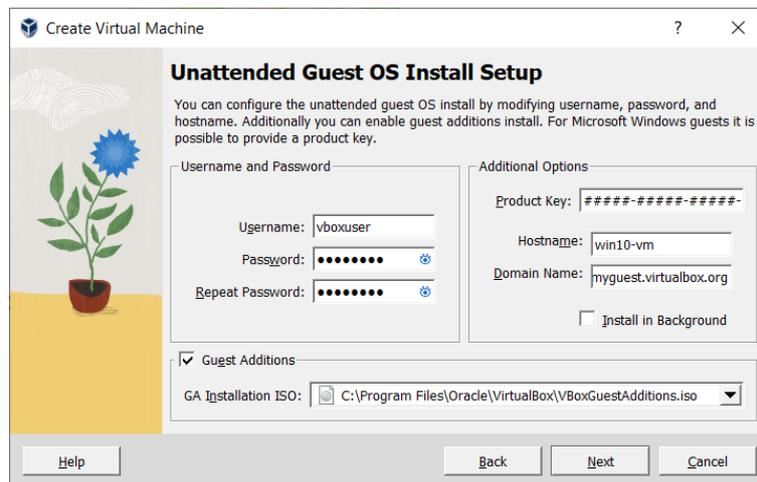 Create Virtual Machine
?
Unattended Guest OS Install Setup
You can configure the unattended guest OS install by modifying username, password, and
hostname. Additionally you can enable guest additions install. For Microsoft Windows guests it is
possible to provide a product key.
Username and Password
Username: vboxuser
Password: ●●●●●●●●
Repeat Password: ●●●●●●●●
Additional Options
Product Key: #####-#####-#####-
Hostname: win10-vm
Domain Name: myguest.virtualbox.org
Install in Background
Guest Additions
GA Installation ISO: C:\Program Files\Oracle\VirtualBox\VBoxGuestAdditions.iso
Help
Back
Next
Cancel